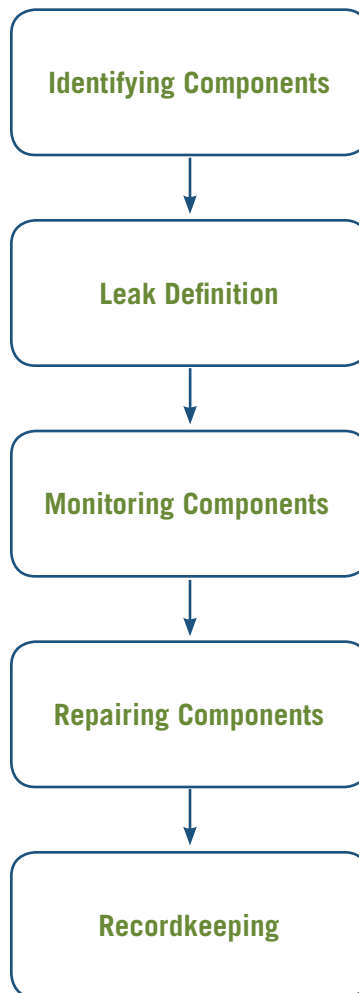 Identifying Components
Leak Definition
Monitoring Components
Repairing Components
Recordkeeping